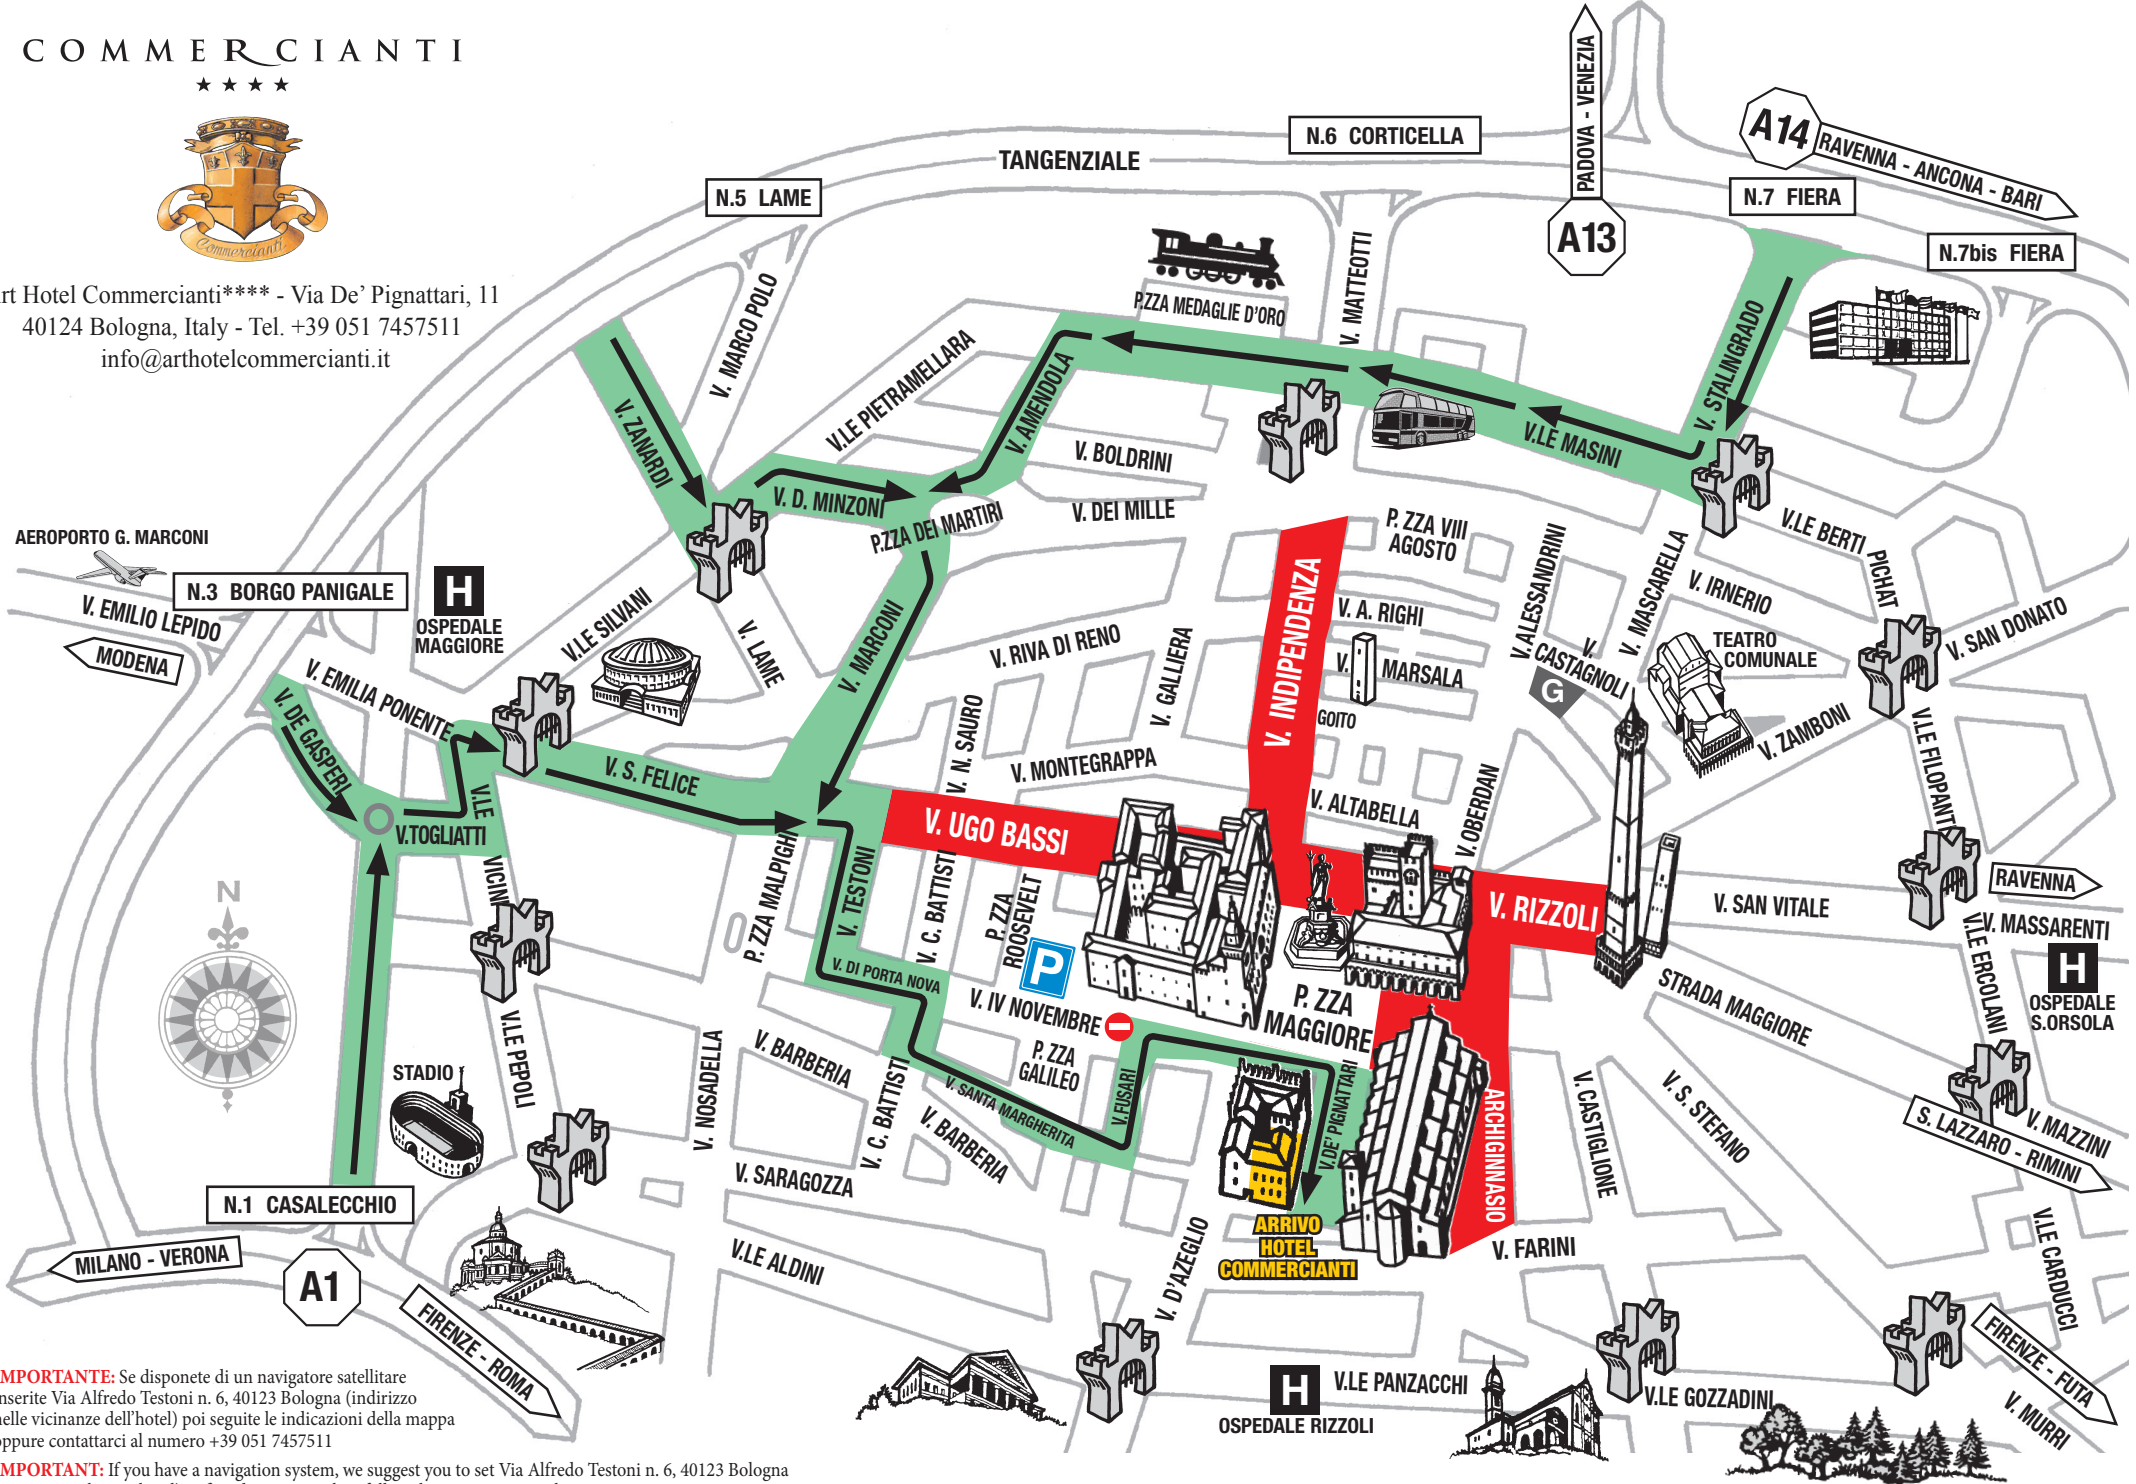 COMMERCIANTI
★★★★
Commercianti
rt Hotel Commercianti**** - Via De' Pignattari, 11
40124 Bologna, Italy - Tel. +39 051 7457511
info@arthotelcommercianti.it
N.5 LAME
TANGENZIALE
N.6 CORTICELLA
PADOVA - VENEZIA
A13
A14
RAVENNA - ANCONA - BARI
N.7 FIERA
N.7bis FIERA
V. MARCO POLO
P.ZZA MEDAGLIE D'ORO
V. MATTEOTTI
V. STALINGRADO
V.LE PIETRAMELLARA
V. AMENDOLA
V. ZANARDI
V.LE MASINI
V. BOLDRINI
V. D. MINZONI
V. DEI MILLE
P.ZZA DEI MARTIRI
P. ZZA VIII
AGOSTO
V. ALESSANDRINI
V. MASCARELLA
V.LE BERTI
PICHAT
V. IRNERIO
AEROPORTO G. MARCONI
N.3 BORGO PANIGALE
V. EMILIO LEPIDO
MODENA
H
OSPEDALE
MAGGIORE
V.LE SILVANI
V. LAME
V. MARCONI
V. RIVA DI RENO
V. GALLIERA
V. INDIPENDENZA
V. A. RIGHI
V.
MARSALA
GOITO
V.
CASTAGNOLI
G
TEATRO
COMUNALE
V. SAN DONATO
V. ZAMBONI
V.LE FILOPANTI
V. EMILIA PONENTE
V. DE GASPERI
V. S. FELICE
V.LE
VICINI
V.TOGLIATTI
V. N. SAURO
V. MONTEGRAPPA
V. ALTABELLA
V. OBERDAN
V. UGO BASSI
P. ZZA MALPIGHI
V. TESTONI
V. C. BATTISTI
P. ZZA
ROOSEVELT
P
V. RIZZOLI
V. SAN VITALE
RAVENNA
V. MASSARENTI
V.LE ERCOLANI
H
OSPEDALE
S.ORSOLA
N
V. DI PORTA NOVA
V. IV NOVEMBRE
P. ZZA
MAGGIORE
STRADA MAGGIORE
V.LE PEPOLI
STADIO
V. NOSADELLA
V. BARBERIA
V. C. BATTISTI
P. ZZA
GALILEO
V. SANTA MARGHERITA
V. BARBERIA
V.FUSARI
V.DE' PIGNATTARI
ARCHIGINNASIO
V. CASTIGLIONE
V. S. STEFANO
V. MAZZINI
S. LAZZARO - RIMINI
V. SARAGOZZA
N.1 CASALECCHIO
MILANO - VERONA
A1
FIRENZE - ROMA
V.LE ALDINI
V. D'AZEGLIO
ARRIVO
HOTEL
COMMERCIANTI
V. FARINI
V.LE CARDUCCI
FIRENZE - FUTA
V. MURRI
H
OSPEDALE RIZZOLI
V.LE PANZACCHI
V.LE GOZZADINI
MPORTANTE: Se disponete di un navigatore satellitare
nserite Via Alfredo Testoni n. 6, 40123 Bologna (indirizzo
nelle vicinanze dell'hotel) poi seguite le indicazioni della mappa
oppure contattarci al numero +39 051 7457511
MPORTANT: If you have a navigation system, we suggest you to set Via Alfredo Testoni n. 6, 40123 Bologna